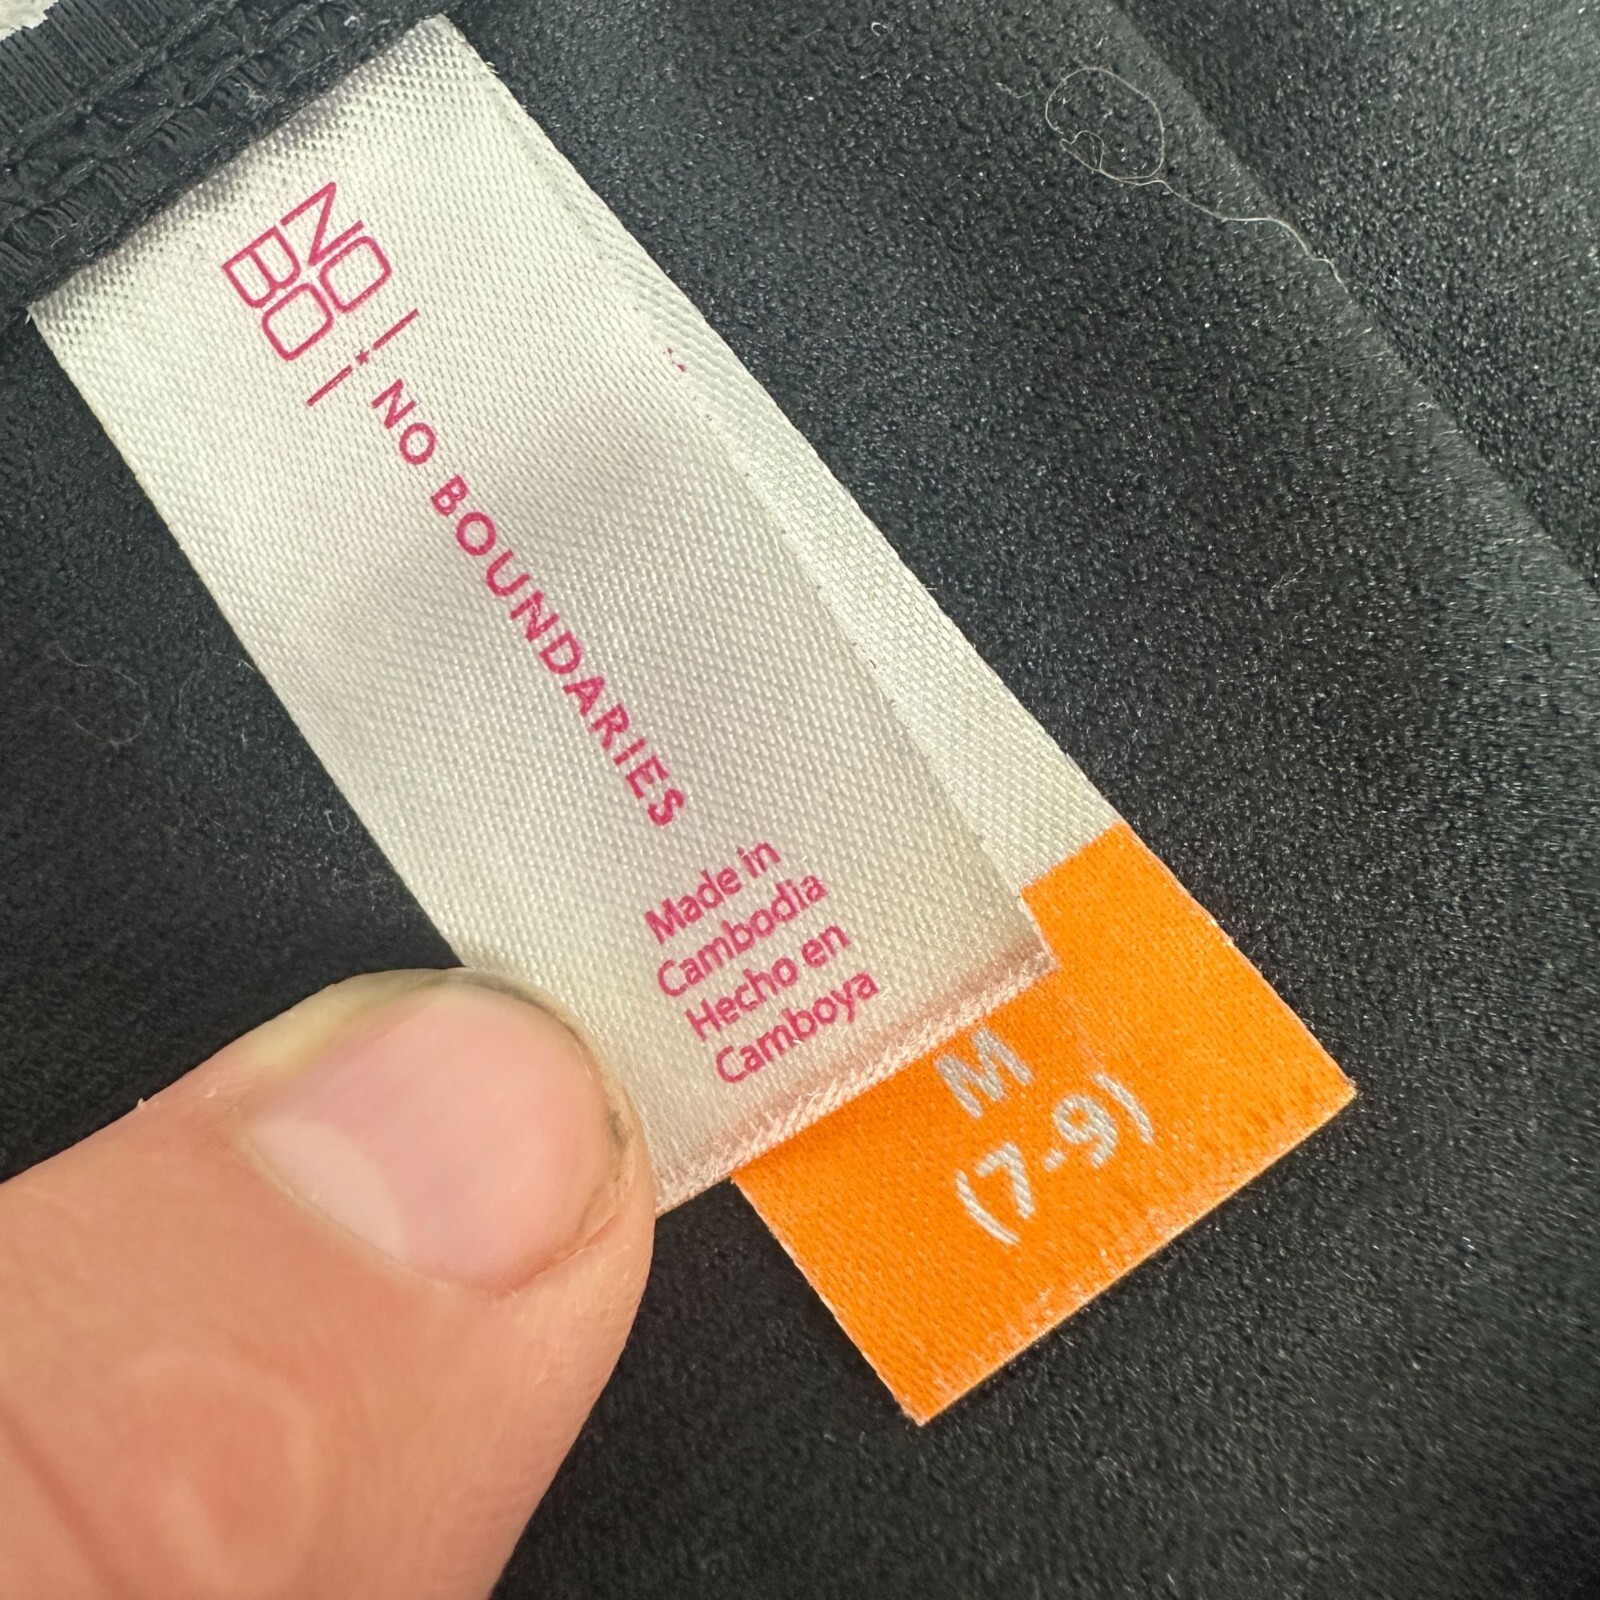 NO
BO
NO BOUNDARIES
Made in
Cambodia
Hecho en
Camboya
M
(7-9)